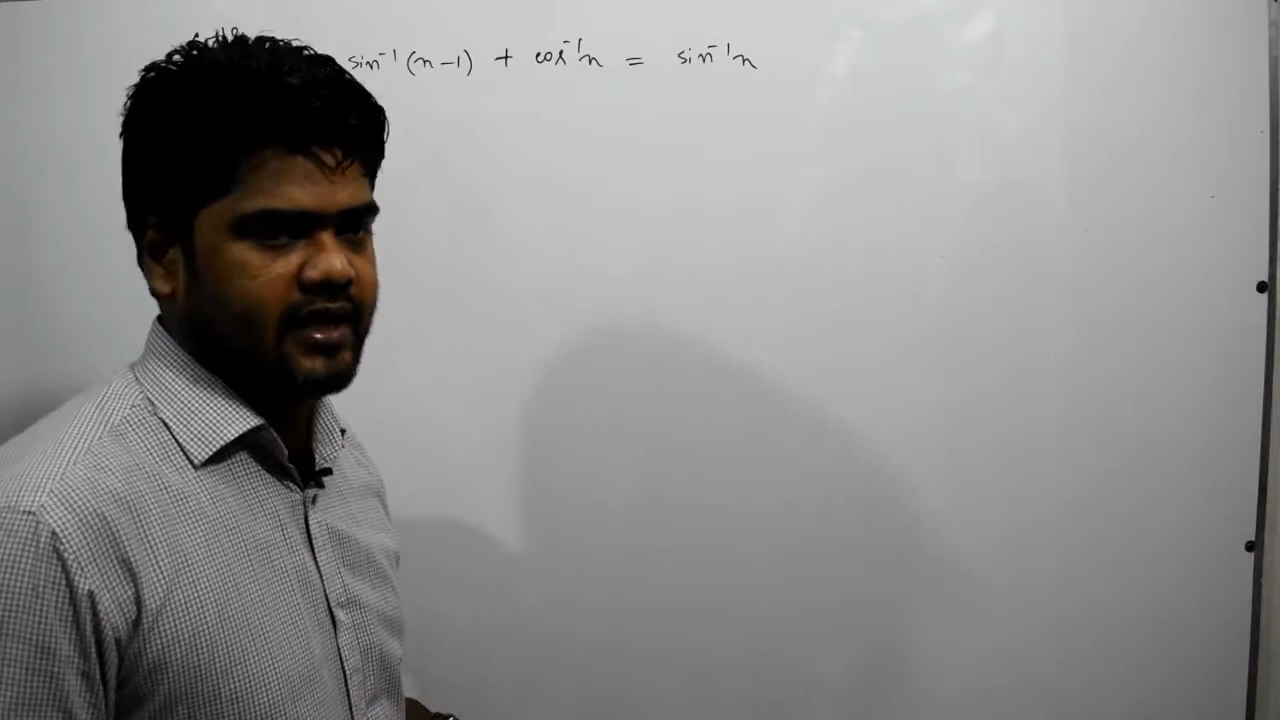 sin⁻¹(x-1) + cos⁻¹x = sin⁻¹x